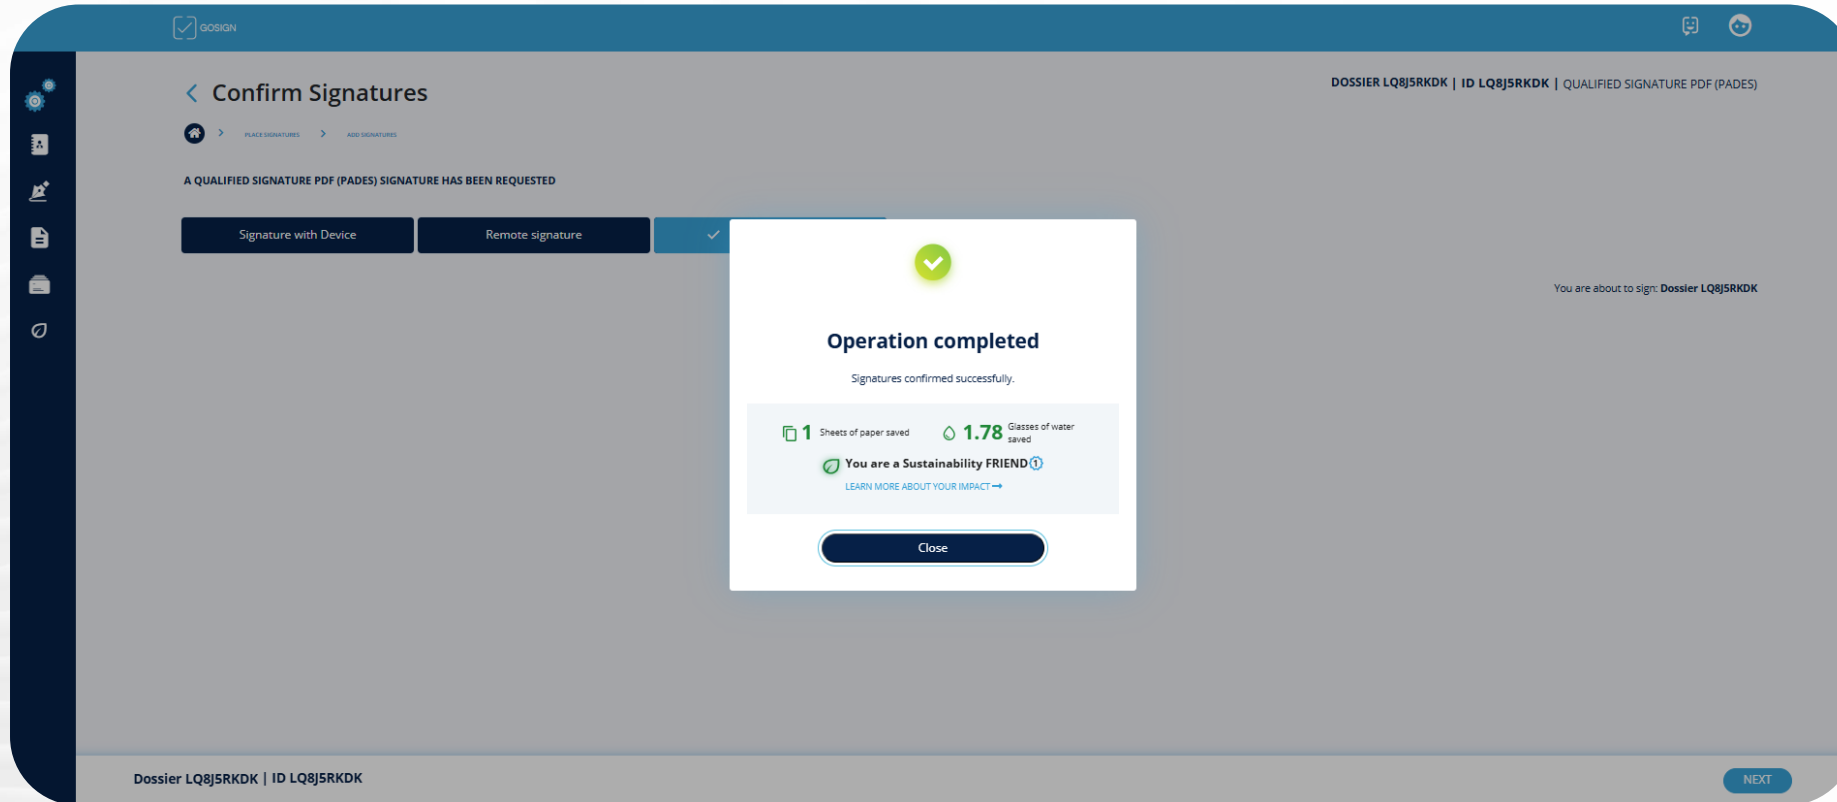 GOSIGN
Confirm Signatures
DOSSIER LQ8J5RKDK | ID LQ8J5RKDK | QUALIFIED SIGNATURE PDF (PADES)
PLACE SIGNATURES > ADD SIGNATURES
A QUALIFIED SIGNATURE PDF (PADES) SIGNATURE HAS BEEN REQUESTED
Signature with Device
Remote signature
You are about to sign: Dossier LQ8J5RKDK
Operation completed
Signatures confirmed successfully.
1 Sheets of paper saved
1.78 Glasses of water
saved
You are a Sustainability FRIEND 1
LEARN MORE ABOUT YOUR IMPACT
Close
Dossier LQ8J5RKDK | ID LQ8J5RKDK
NEXT